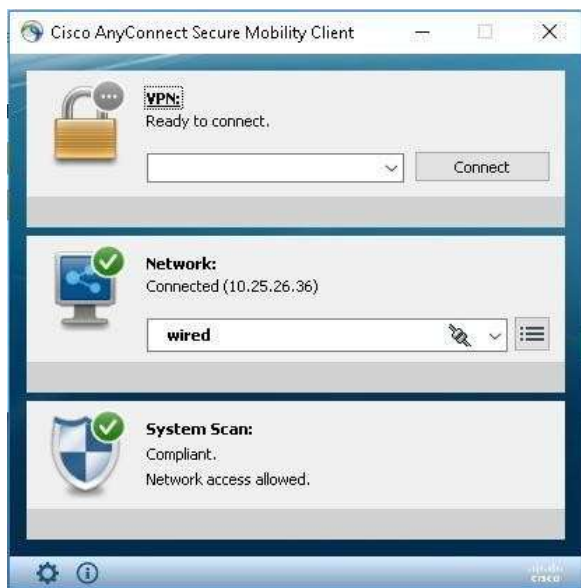 Cisco AnyConnect Secure Mobility Client
VPN:
Ready to connect.
Connect
Network:
Connected (10.25.26.36)
wired
System Scan:
Compliant.
Network access allowed.
CISCO